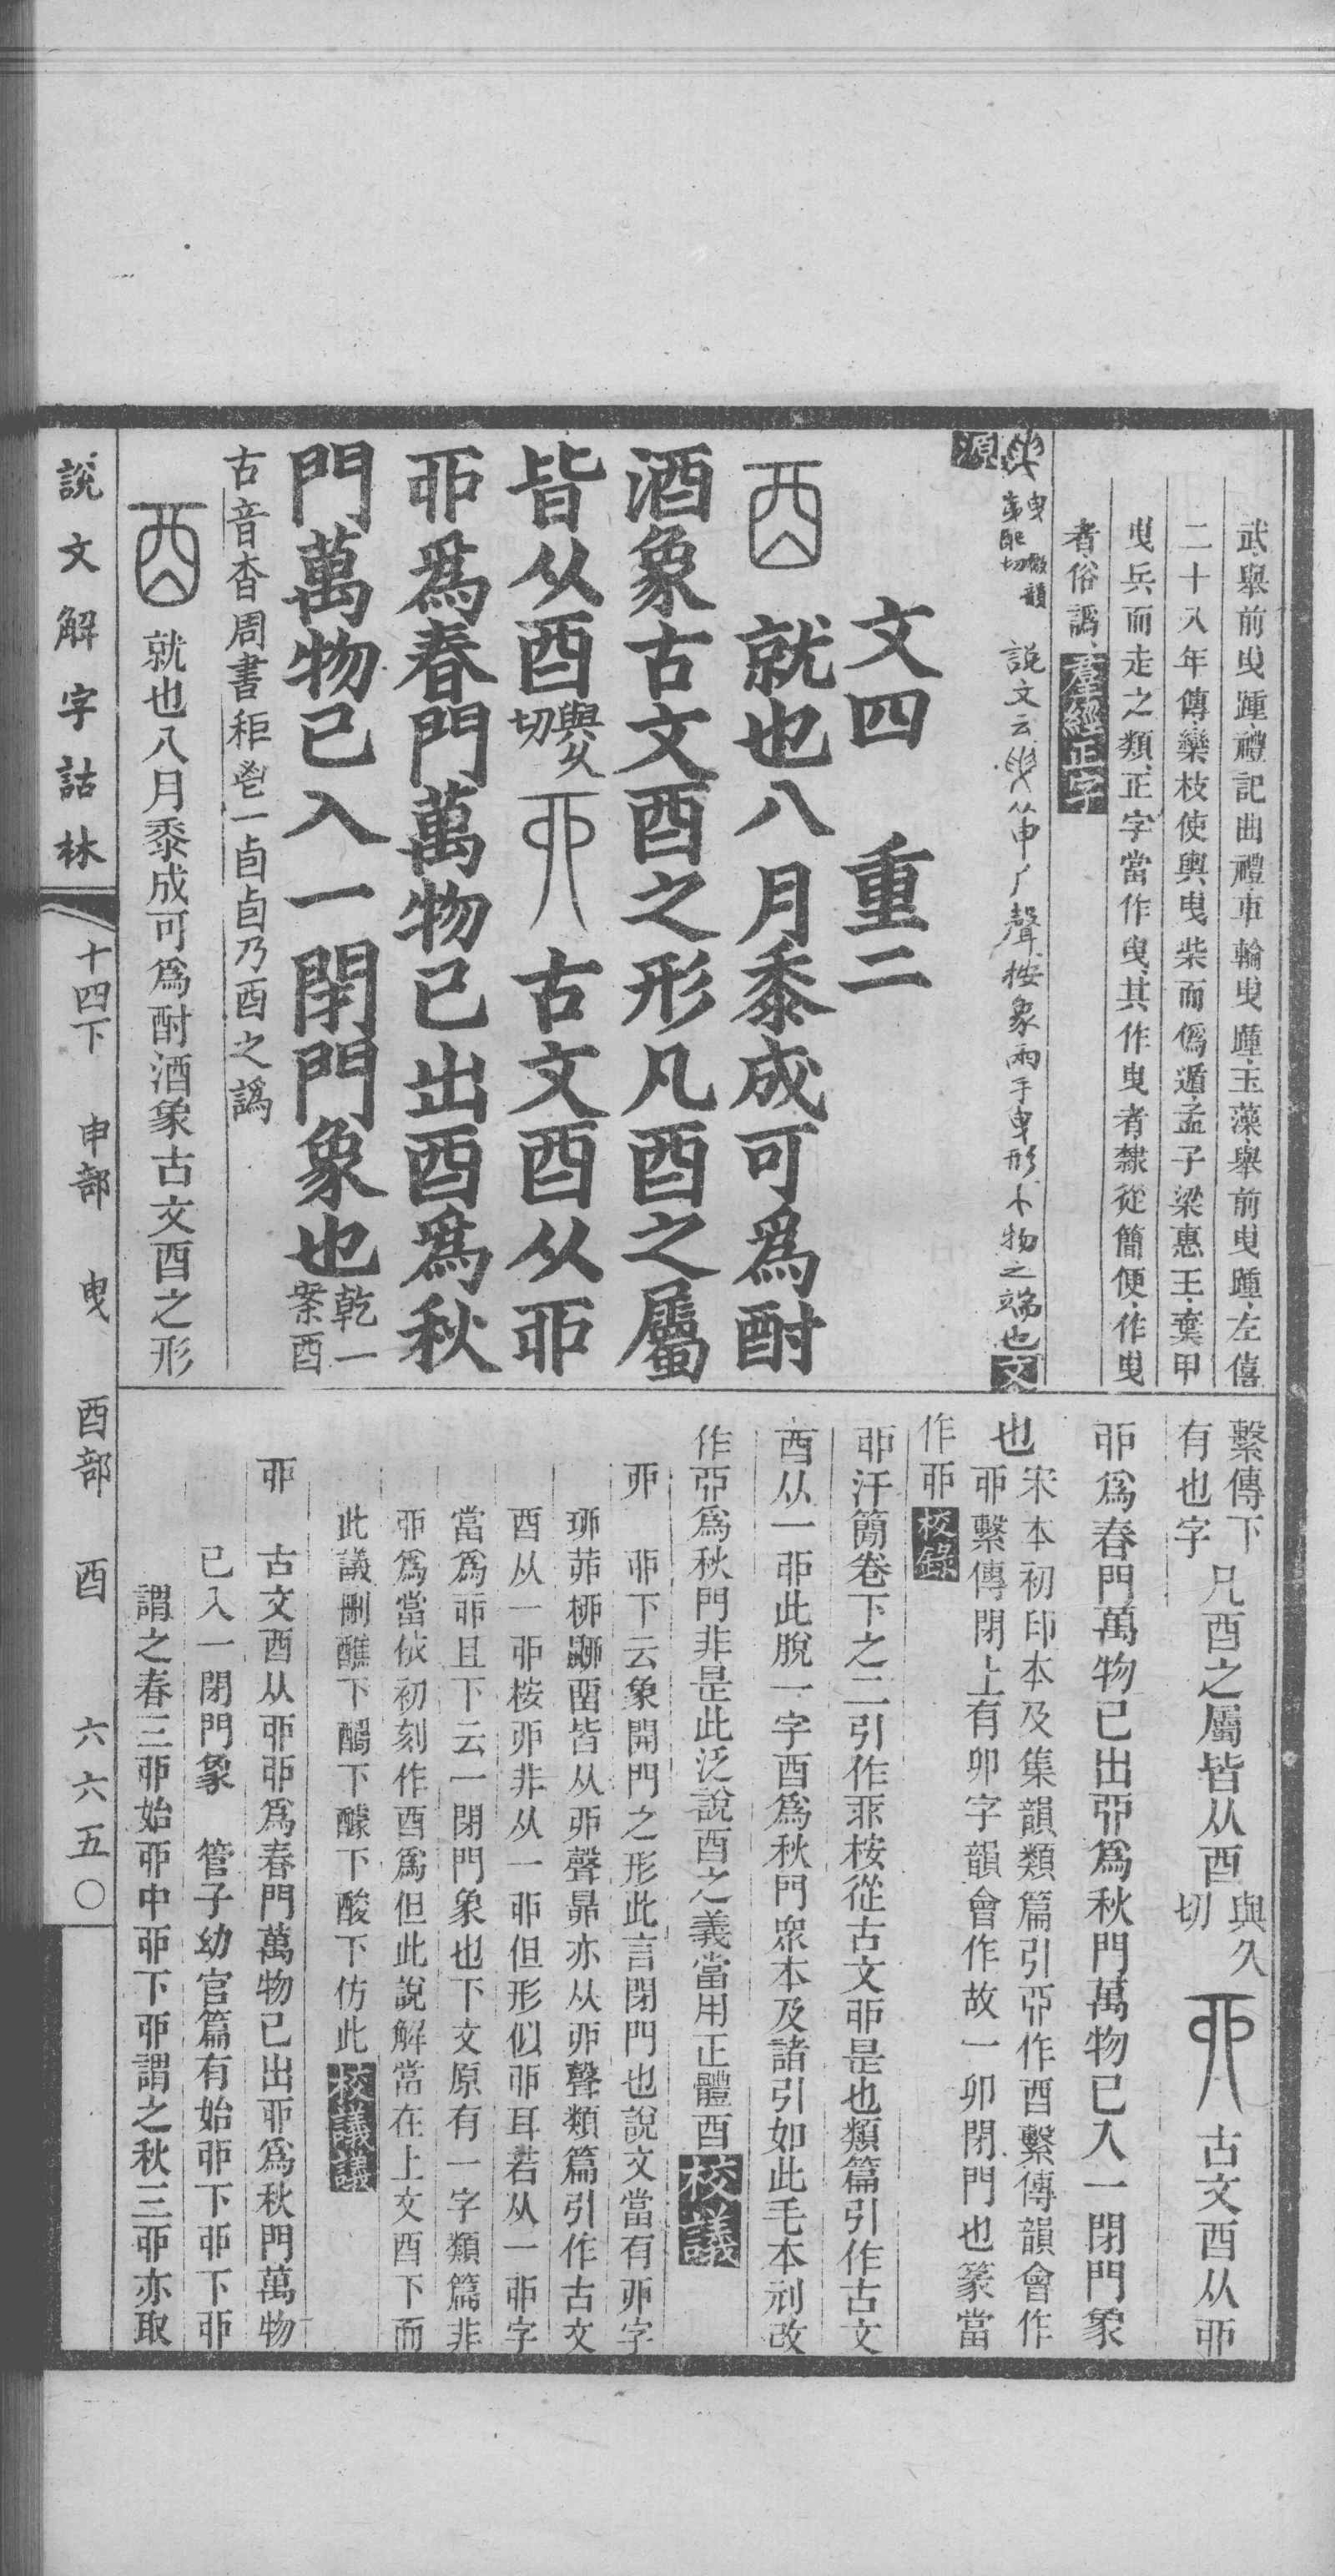 武舉前曳踵禮記曲禮車輪曳踵玉藻舉前曳踵左僖
二十八年傳欒枝使輿曳柴而僞遁孟子梁惠王棄甲
曳兵而走之類正字當作曳其作曳者隸從簡便作曳
者俗譌羣經正字
曳 第配切 微韻 說文云 聲按象兩手曳形 物之端也文
源
文四 重二
酉 就也八月黍成可爲酎
酒象古文酉之形凡酉之屬
皆从酉與久切 丣 古文酉从丣
丣爲春門萬物已出酉爲秋
門萬物已入一閉門象也乾一案酉
古音杳周書秬鬯一卣卣乃酉之譌
酉 就也八月黍成可爲酎酒象古文酉之形
繫傳下有也字 凡酉之屬皆从酉與久切 丣 古文酉从丣
丣爲春門萬物已出亞爲秋門萬物已入一閉門象
也宋本初印本及集韻類篇引亞作酉繫傳韻會作
丣繫傳閉上有卯字韻會作故一卯閉門也篆當
作丣校錄
丣汗簡卷下之二引作丣桉從古文丣是也類篇引作古文
酉从一丣此脫一字酉爲秋門眾本及諸引如此毛本剜改
作亞爲秋門非是此泛說酉之義當用正體酉校議
丣 丣下云象開門之形此言閉門也說文當有丣字
珋茆柳 畱皆从丣聲昴亦从丣聲類篇引作古文
酉从一丣桉丣非从一丣但形似丣耳若从一丣字
當爲丣且下云一閉門象也下文原有一字類篇非
丣爲當依初刻作酉爲但此說解當在上文酉下而
此議刪醮下醑下醵下酸下仿此校議議
丣 古文酉从丣丣爲春門萬物已出丣爲秋門萬物
已入一閉門象 管子幼官篇有始丣下丣下丣
謂之春三丣始丣中丣下丣謂之秋三丣亦取
說文解字詁林 十四下 申部 曳 酉部 酉 六六五〇